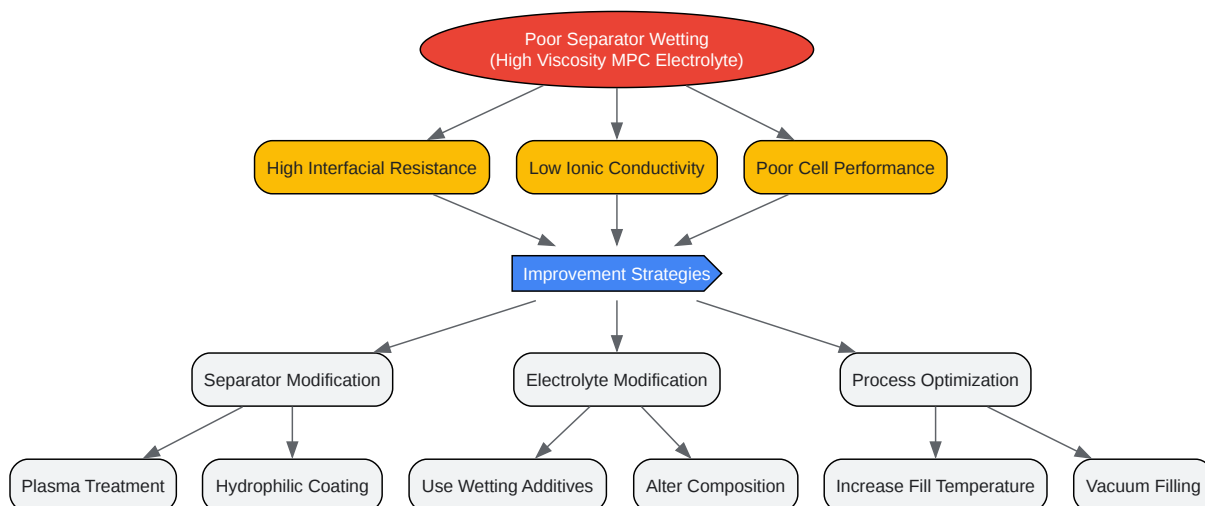 Poor Separator Wetting
(High Viscosity MPC Electrolyte)
High Interfacial Resistance
Low Ionic Conductivity
Poor Cell Performance
Improvement Strategies
Separator Modification
Electrolyte Modification
Process Optimization
Plasma Treatment
Hydrophilic Coating
Use Wetting Additives
Alter Composition
Increase Fill Temperature
Vacuum Filling